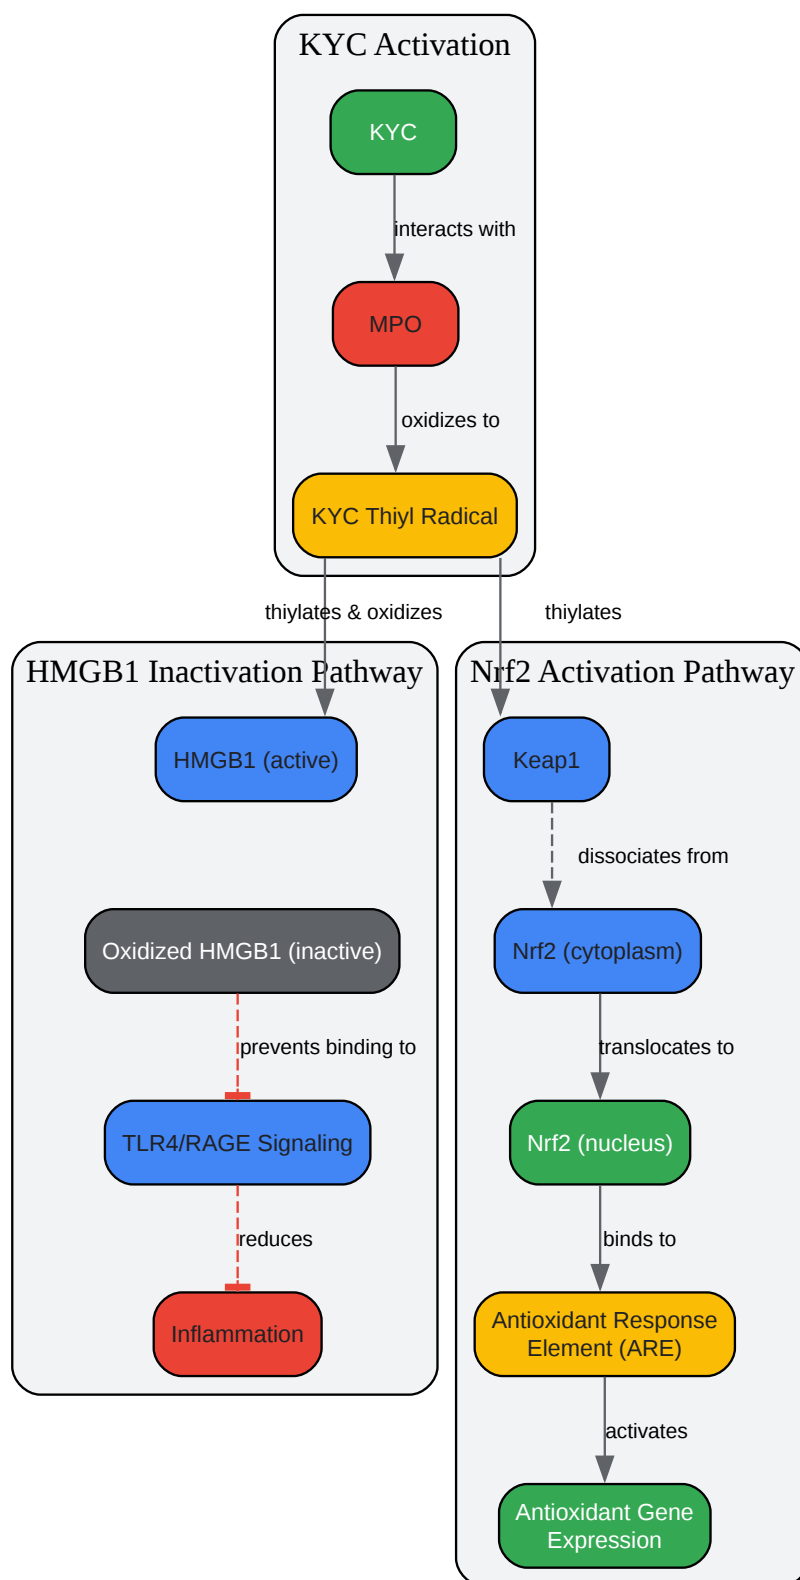 KYC Activation
KYC
interacts with
MPO
oxidizes to
KYC Thiyl Radical
thiylates & oxidizes
thiylates
HMGB1 Inactivation Pathway
HMGB1 (active)
Oxidized HMGB1 (inactive)
prevents binding to
TLR4/RAGE Signaling
reduces
Inflammation
Nrf2 Activation Pathway
Keap1
dissociates from
Nrf2 (cytoplasm)
translocates to
Nrf2 (nucleus)
binds to
Antioxidant Response
Element (ARE)
activates
Antioxidant Gene
Expression